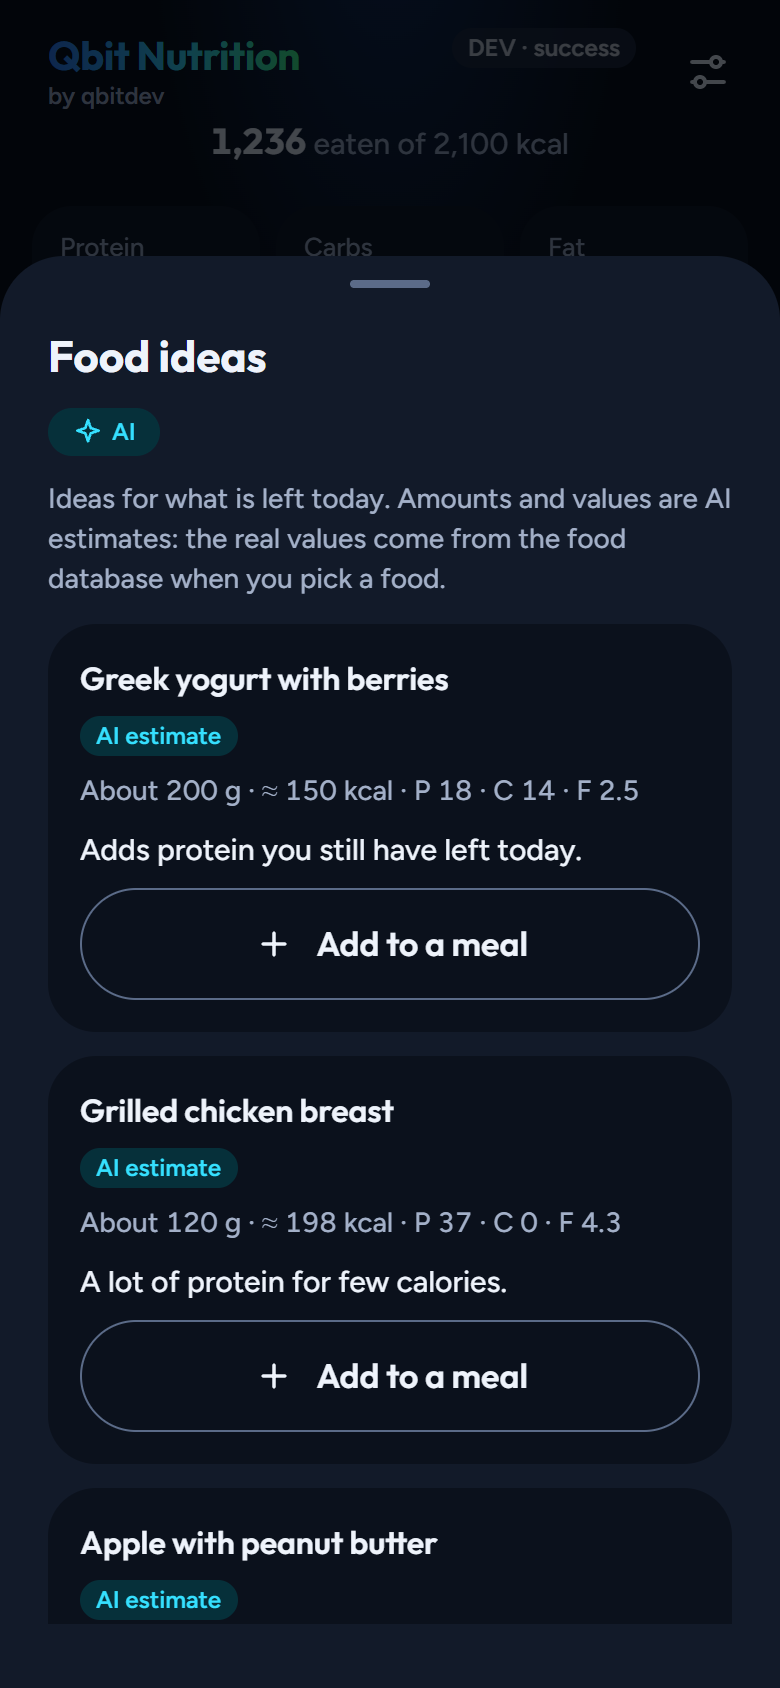 Qbit Nutrition
DEV · success
by qbitdev
1,236 eaten of 2,100 kcal
Protein
Carbs
Fat
Food ideas
AI
Ideas for what is left today. Amounts and values are AI
estimates: the real values come from the food
database when you pick a food.
Greek yogurt with berries
AI estimate
About 200 g · ≈ 150 kcal · P 18 · C 14 · F 2.5
Adds protein you still have left today.
+ Add to a meal
Grilled chicken breast
AI estimate
About 120 g · ≈ 198 kcal · P 37 · C 0 · F 4.3
A lot of protein for few calories.
+ Add to a meal
Apple with peanut butter
AI estimate